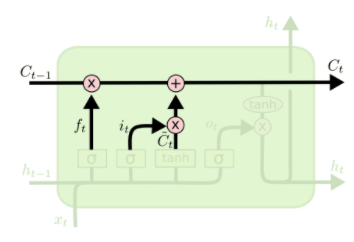 h_t
C_{t-1} × + C_t
tanh
f_t i_t × o_t ×
C̃_t
σ σ tanh σ
h_{t-1} h_t
x_t